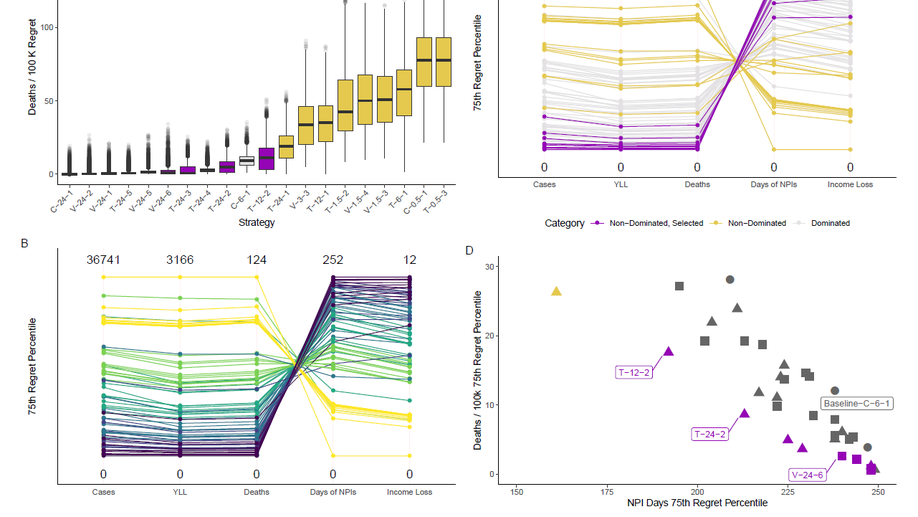 Deaths / 100 k Regret
100
50
0
C−24−1
V−24−2
V−24−1
T−24−5
V−24−5
V−24−6
T−24−3
T−24−4
T−24−2
C−6−1
T−12−2
T−24−1
V−3−3
T−12−1
T−1.5−2
V−1.5−4
V−1.5−3
T−6−1
C−0.5−1
T−0.5−3
Strategy
75th Regret Percentile
0 0 0 0 0
Cases YLL Deaths Days of NPIs Income Loss
Category Non−Dominated, Selected Non−Dominated Dominated
B
75th Regret Percentile
36741 3166 124 252 12
0 0 0 0 0
Cases YLL Deaths Days of NPIs Income Loss
D
Deaths / 100k 75th Regret Percentile
30
20
10
0
T−12−2
Baseline−C−6−1
T−24−2
V−24−6
150 175 200 225 250
NPI Days 75th Regret Percentile